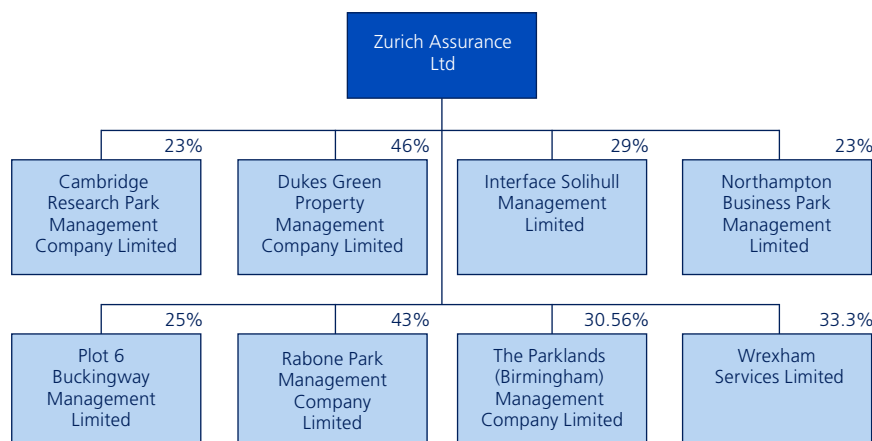 Zurich Assurance
Ltd
23%
46%
29%
23%
Cambridge
Research Park
Management
Company Limited
Dukes Green
Property
Management
Company Limited
Interface Solihull
Management
Limited
Northampton
Business Park
Management
Limited
25%
43%
30.56%
33.3%
Plot 6
Buckingway
Management
Limited
Rabone Park
Management
Company
Limited
The Parklands
(Birmingham)
Management
Company Limited
Wrexham
Services Limited